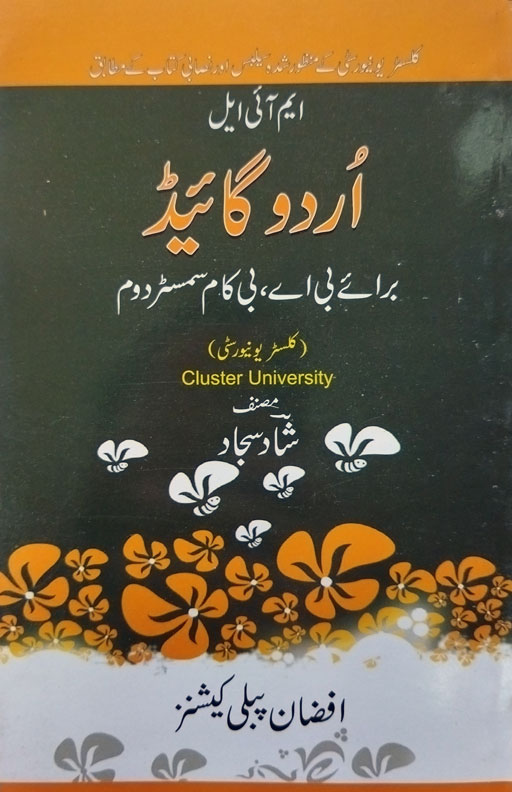 کلسٹر یونیورسٹی کے منظور شدہ سلیبس اور نصابی کتاب کے مطابق
ایم آئی ایل
اُردو گائیڈ
برائے بی اے، بی کام سمسٹر دوم
(کلسٹر یونیورسٹی)
Cluster University
مصنف
شاد سجاد
افضان پبلی کیشنز